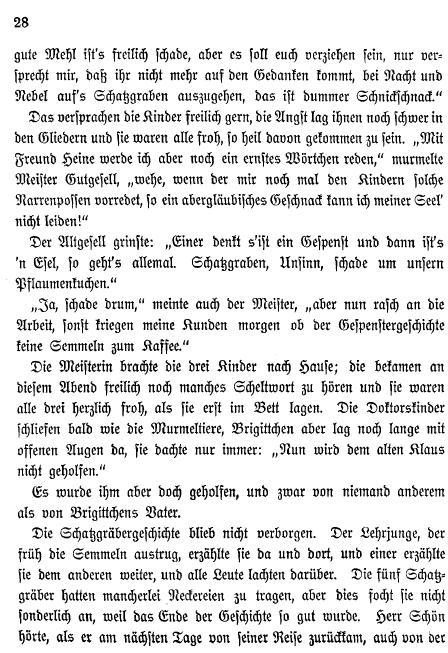 28
gute Mehl ist's freilich schade, aber es soll euch verziehen sein, nur ver-
sprecht mir, daß ihr nicht mehr auf den Gedanken kommt, bei Nacht und
Nebel auf's Schatzgraben auszugehen, das ist dummer Schnickschnack.“
Das versprachen die Kinder freilich gern, die Angst lag ihnen noch schwer in
den Gliedern und sie waren alle froh, so heil davon gekommen zu sein. „Mit
Freund Heine werde ich aber noch ein ernstes Wörtchen reden,“ murmelte
Meister Gutgesell, „wehe, wenn der mir noch mal den Kindern solche
Narrenpossen vorredet, so ein abergläubisches Geschnack kann ich meiner Seel'
nicht leiden!“
Der Altgesell grinste: „Einer denkt s'ist ein Gespenst und dann ist's
'n Esel, so geht's allemal. Schatzgraben, Unsinn, schade um unsern
Pflaumenkuchen.“
„Ja, schade drum,“ meinte auch der Meister, „aber nun rasch an die
Arbeit, sonst kriegen meine Kunden morgen ob der Gespenstergeschichte
keine Semmeln zum Kaffee.“
Die Meisterin brachte die drei Kinder nach Hause; die bekamen an
diesem Abend freilich noch manches Scheltwort zu hören und sie waren
alle drei herzlich froh, als sie erst im Bett lagen. Die Doktorskinder
schliefen bald wie die Murmeltiere, Brigittchen aber lag noch lange mit
offenen Augen da, sie dachte nur immer: „Nun wird dem alten Klaus
nicht geholfen.“
Es wurde ihm aber doch geholfen, und zwar von niemand anderem
als von Brigittchens Vater.
Die Schatzgräbergeschichte blieb nicht verborgen. Der Lehrjunge, der
früh die Semmeln austrug, erzählte sie da und dort, und einer erzählte
sie dem anderen weiter, und alle Leute lachten darüber. Die fünf Schatz-
gräber hatten mancherlei Neckereien zu tragen, aber dies focht sie nicht
sonderlich an, weil das Ende der Geschichte so gut wurde. Herr Schön
hörte, als er am nächsten Tage von seiner Reise zurückkam, auch von der